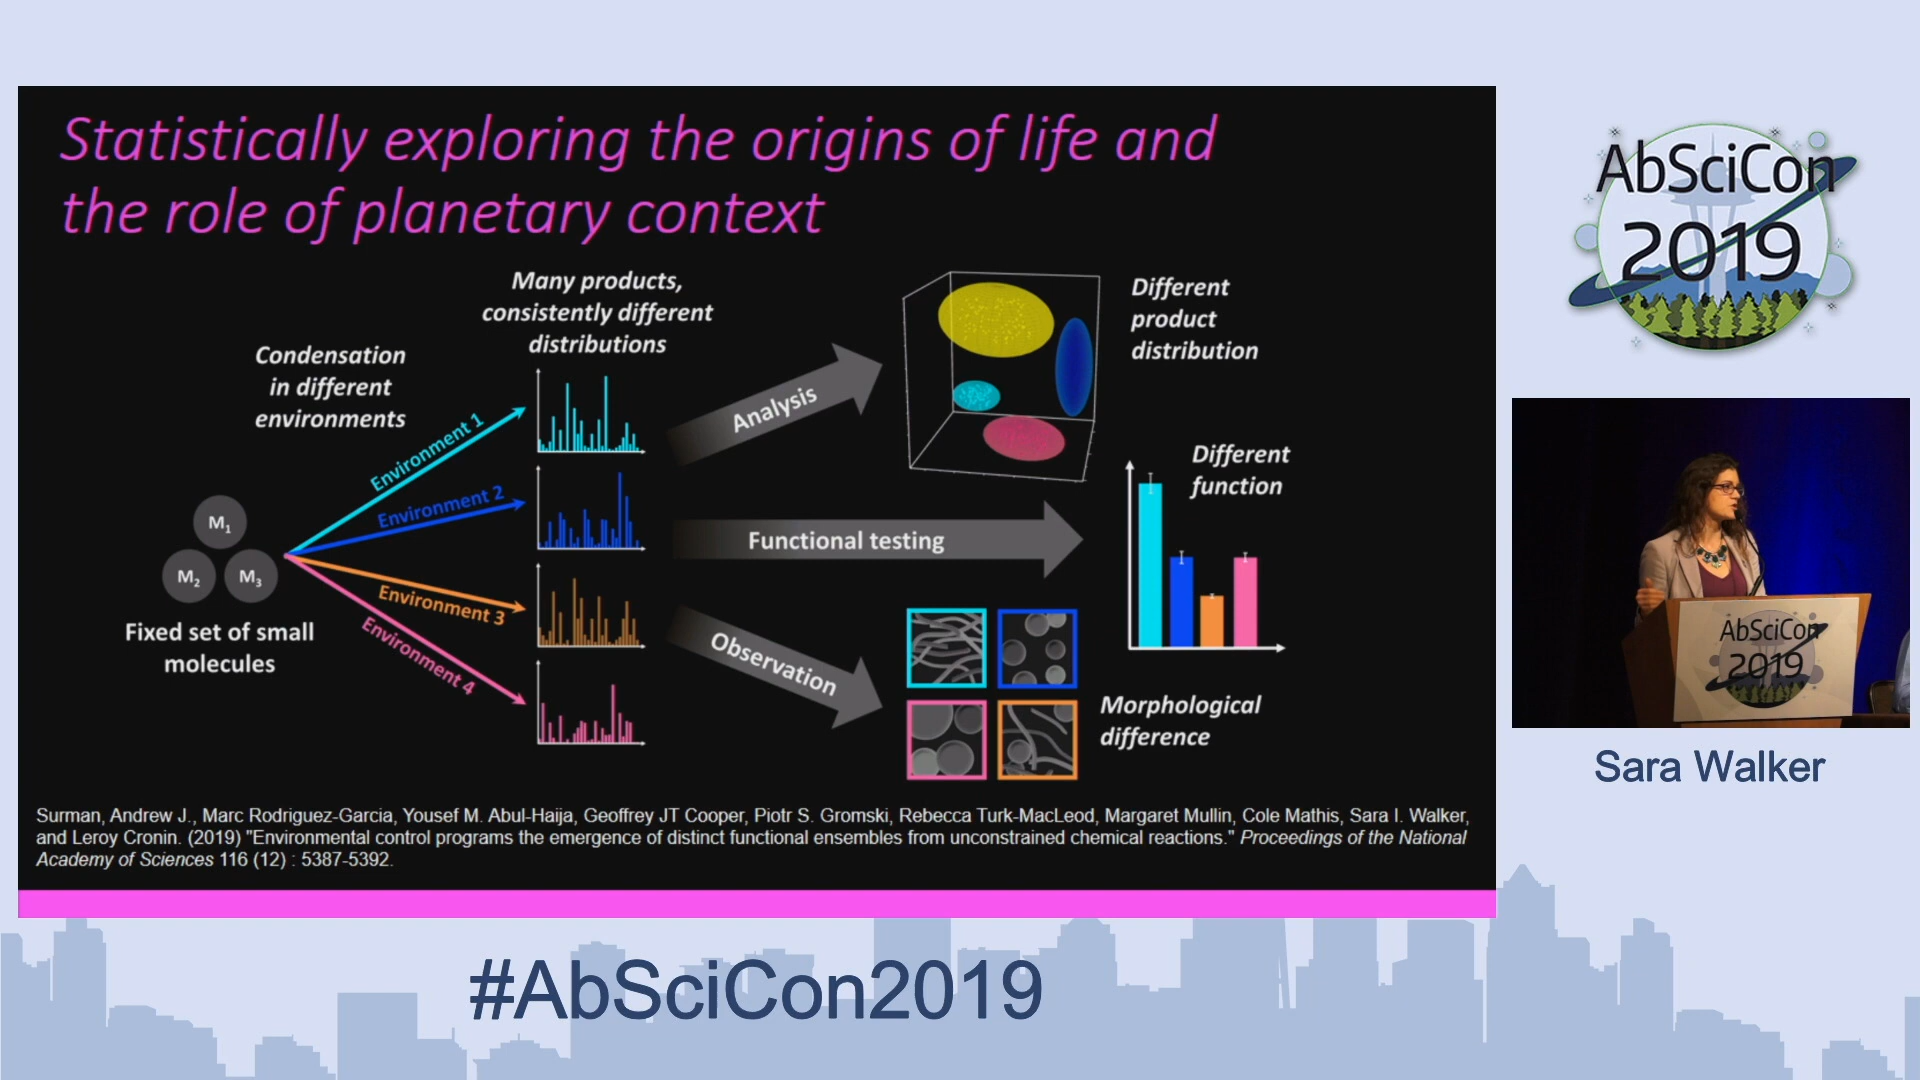 Statistically exploring the origins of life and
the role of planetary context
Condensation
in different
environments
Many products,
consistently different
distributions
Environment 1
Environment 2
Environment 3
Environment 4
M1
M2
M3
Fixed set of small
molecules
Analysis
Functional testing
Observation
Different
product
distribution
Different
function
Morphological
difference
Surman, Andrew J., Marc Rodriguez-Garcia, Yousef M. Abul-Haija, Geoffrey JT Cooper, Piotr S. Gromski, Rebecca Turk-MacLeod, Margaret Mullin, Cole Mathis, Sara I. Walker,
and Leroy Cronin. (2019) "Environmental control programs the emergence of distinct functional ensembles from unconstrained chemical reactions." Proceedings of the National
Academy of Sciences 116 (12) : 5387-5392.
AbSciCon
2019
AbSciCon
2019
Sara Walker
#AbSciCon2019